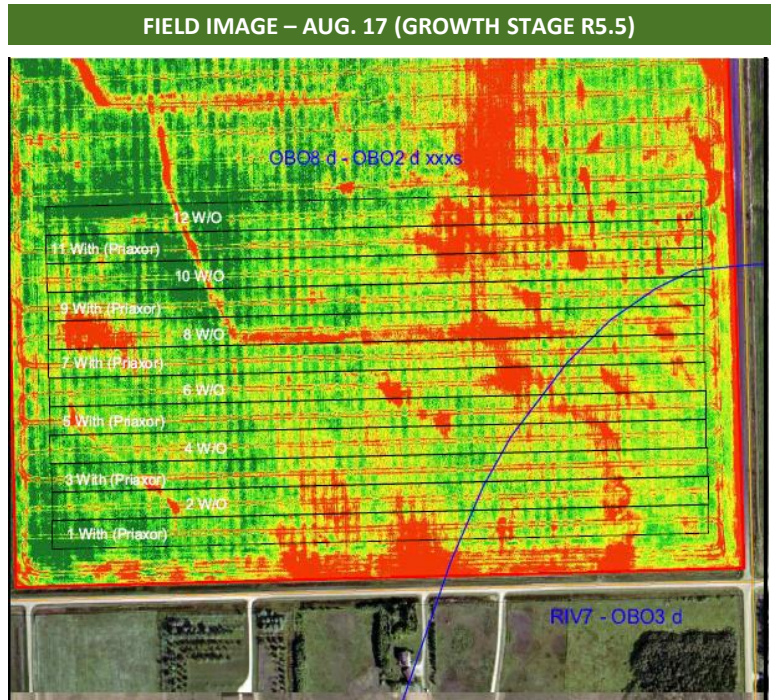 FIELD IMAGE – AUG. 17 (GROWTH STAGE R5.5)
OBO8 d - OBO2 d xxxs
12 W/O
11 With (Priaxor)
10 W/O
9 With (Priaxor)
8 W/O
7 With (Priaxor)
6 W/O
5 With (Priaxor)
4 W/O
3 With (Priaxor)
2 W/O
1 With (Priaxor)
RIV7 - OBO3 d